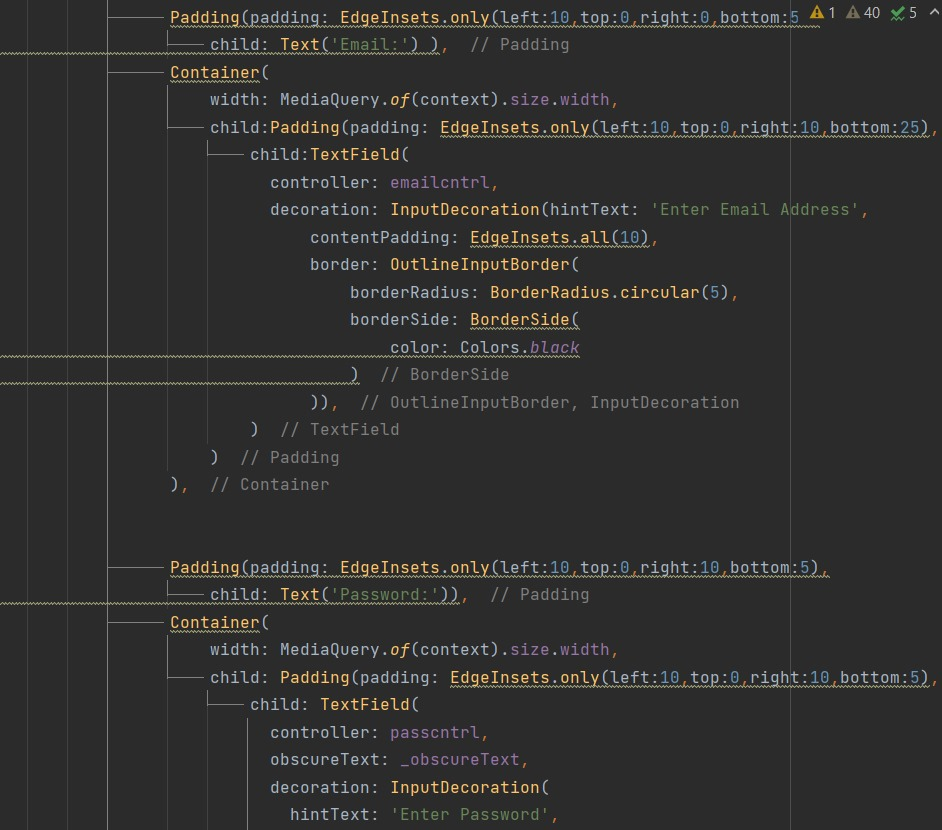 Padding(padding: EdgeInsets.only(left:10,top:0,right:0,bottom:5 1 40 5
child: Text('Email:') ), // Padding
Container(
width: MediaQuery.of(context).size.width,
child:Padding(padding: EdgeInsets.only(left:10,top:0,right:10,bottom:25),
child:TextField(
controller: emailcntrl,
decoration: InputDecoration(hintText: 'Enter Email Address',
contentPadding: EdgeInsets.all(10),
border: OutlineInputBorder(
borderRadius: BorderRadius.circular(5),
borderSide: BorderSide(
color: Colors.black
) // BorderSide
)), // OutlineInputBorder, InputDecoration
) // TextField
) // Padding
), // Container
Padding(padding: EdgeInsets.only(left:10,top:0,right:10,bottom:5),
child: Text('Password:')), // Padding
Container(
width: MediaQuery.of(context).size.width,
child: Padding(padding: EdgeInsets.only(left:10,top:0,right:10,bottom:5),
child: TextField(
controller: passcntrl,
obscureText: _obscureText,
decoration: InputDecoration(
hintText: 'Enter Password',